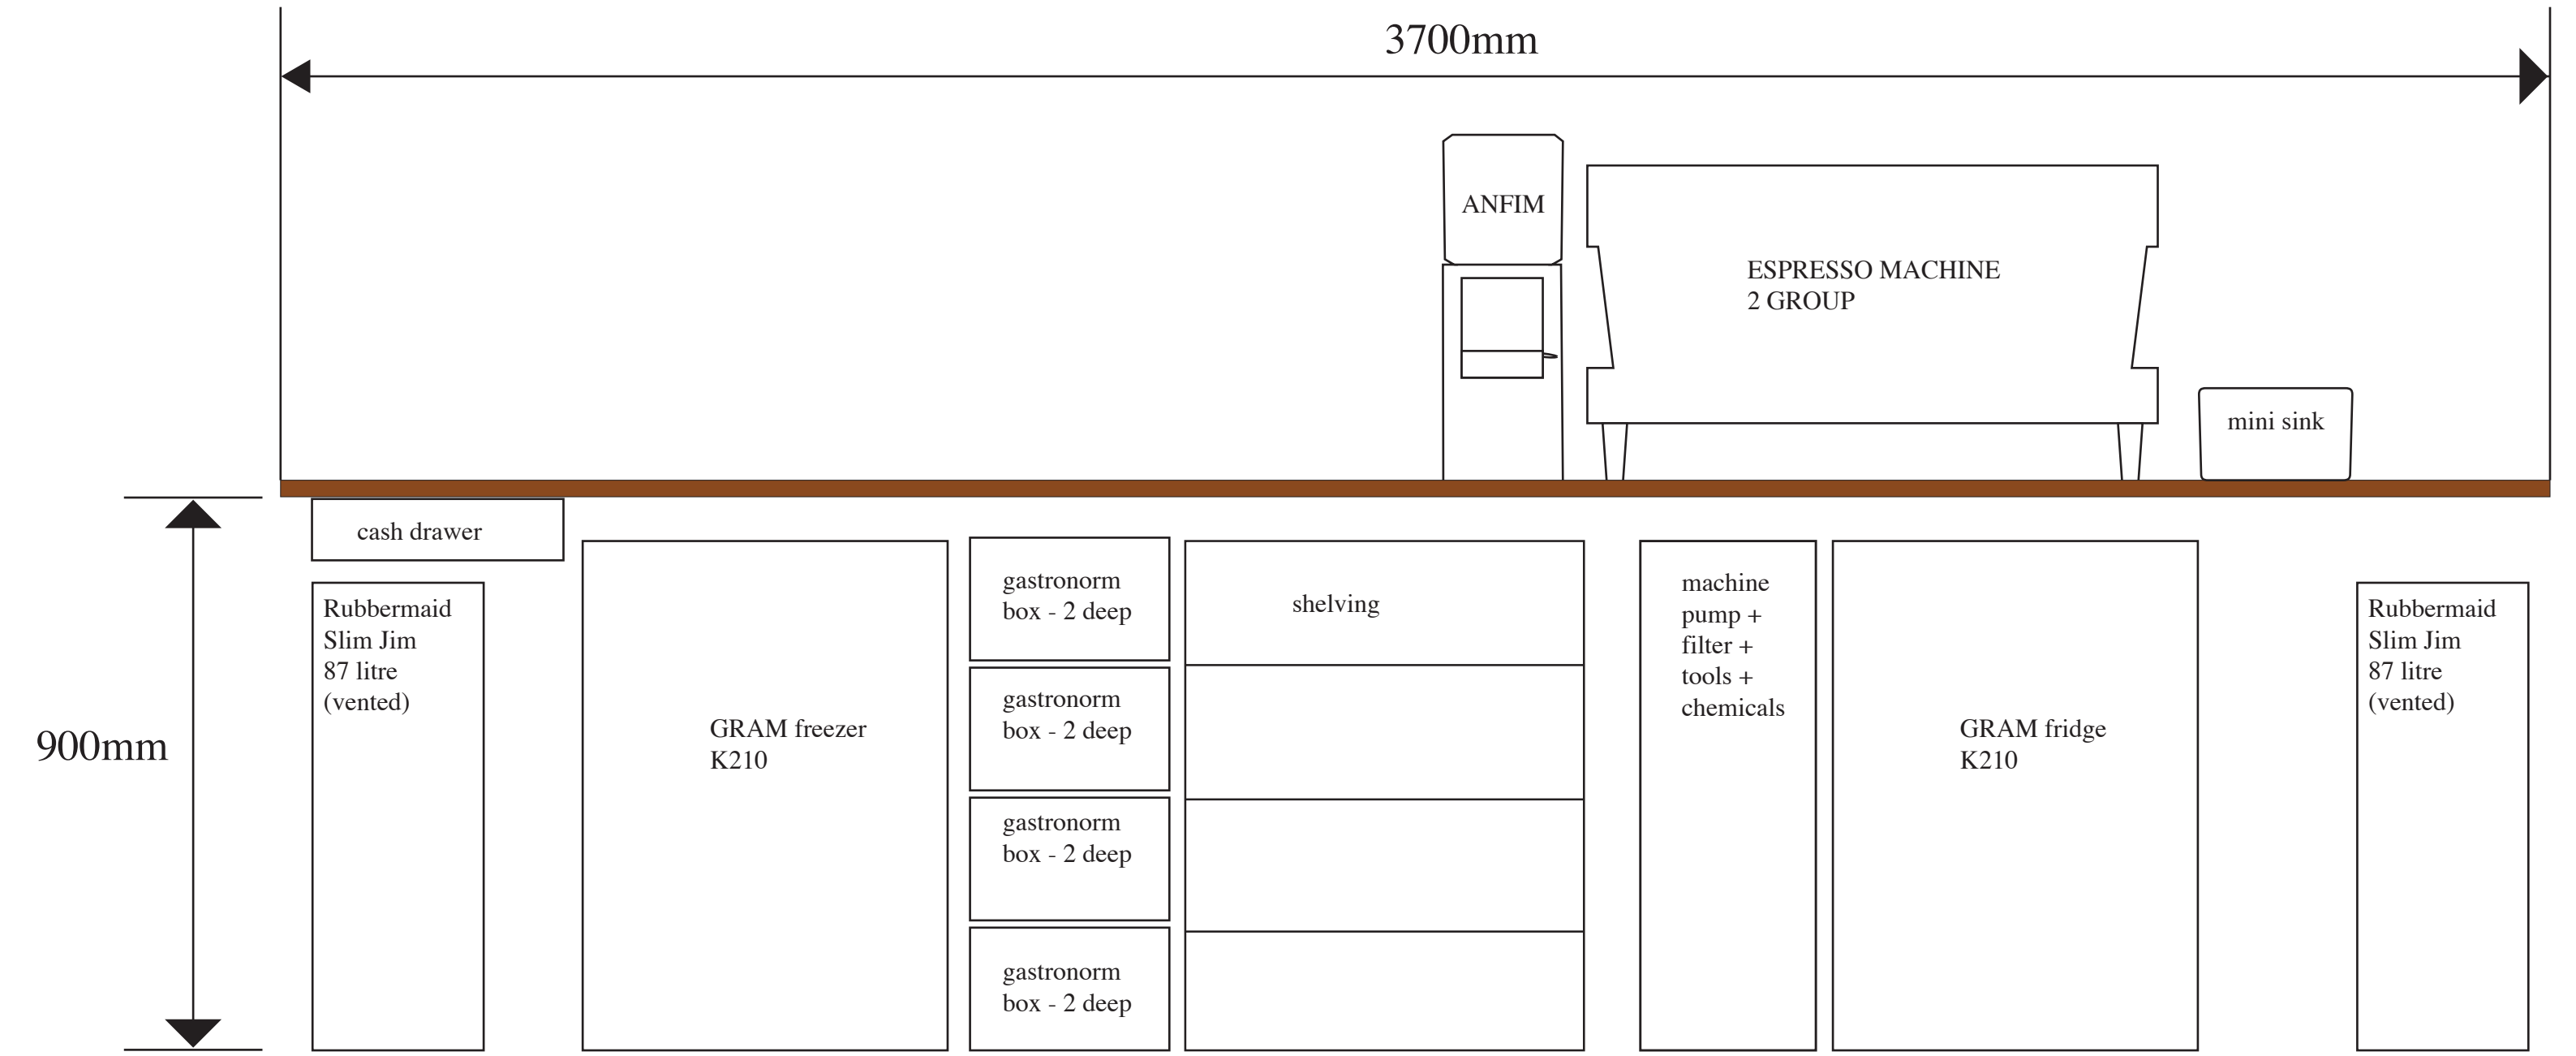 3700mm
ANFIM
ESPRESSO MACHINE
2 GROUP
mini sink
cash drawer
900mm
Rubbermaid
Slim Jim
87 litre
(vented)
GRAM freezer
K210
gastronorm
box - 2 deep
gastronorm
box - 2 deep
gastronorm
box - 2 deep
gastronorm
box - 2 deep
shelving
machine
pump +
filter +
tools +
chemicals
GRAM fridge
K210
Rubbermaid
Slim Jim
87 litre
(vented)